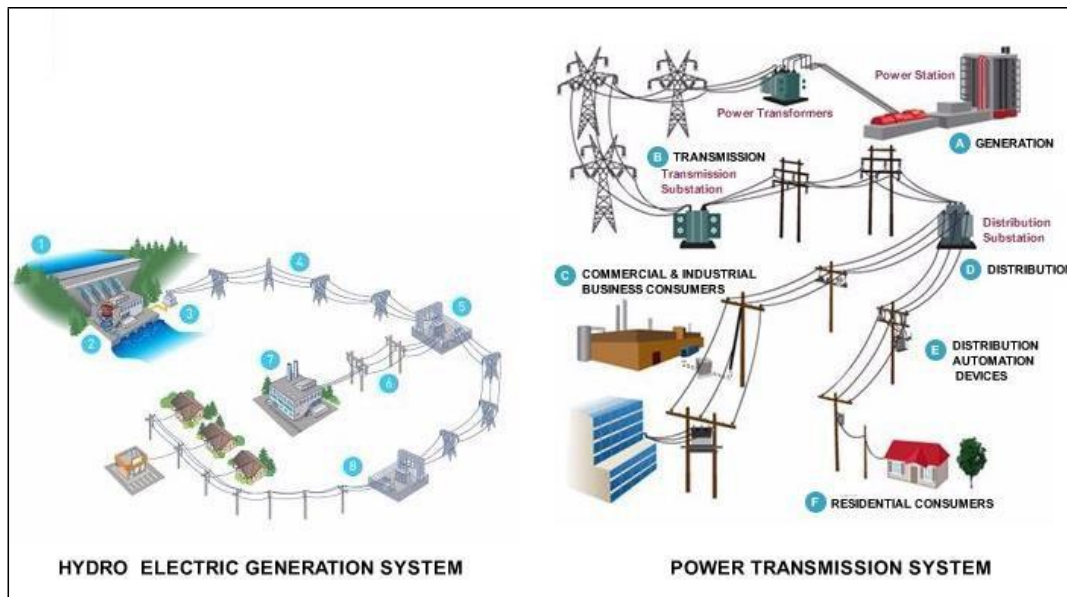 1
2
3
4
5
6
7
8
HYDRO ELECTRIC GENERATION SYSTEM
Power Station
Power Transformers
A GENERATION
B TRANSMISSION
Transmission
Substation
Distribution
Substation
C COMMERCIAL & INDUSTRIAL
BUSINESS CONSUMERS
D DISTRIBUTION
E DISTRIBUTION
AUTOMATION
DEVICES
F RESIDENTIAL CONSUMERS
POWER TRANSMISSION SYSTEM